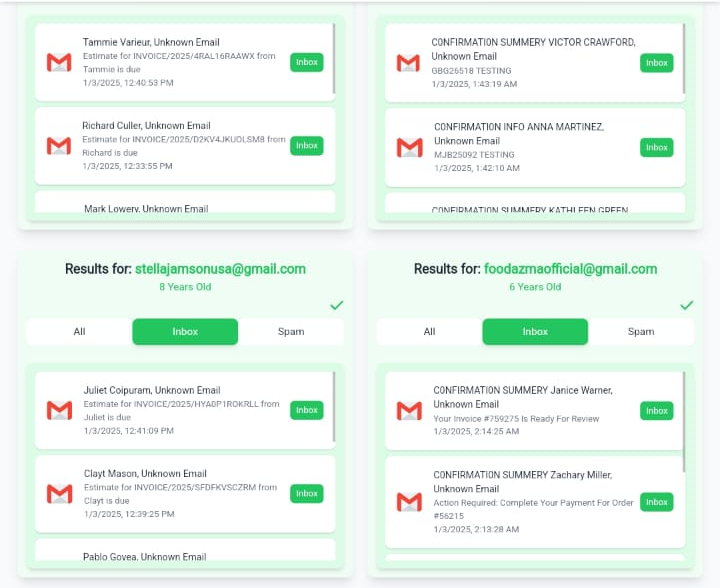 Tammie Varieur, Unknown Email
Estimate for INVOICE/2025/4RAL16RAAWX from
Tammie is due
1/3/2025, 12:40:53 PM
Inbox
Richard Culler, Unknown Email
Estimate for INVOICE/2025/D2KV4JKUOLSM8 from
Richard is due
1/3/2025, 12:33:55 PM
Inbox
Mark Lowery, Unknown Email
C0NFIRMATI0N SUMMERY VICTOR CRAWFORD,
Unknown Email
GBG26518 TESTING
1/3/2025, 1:43:19 AM
Inbox
C0NFIRMATI0N INFO ANNA MARTINEZ,
Unknown Email
MJB25092 TESTING
1/3/2025, 1:42:10 AM
Inbox
C0NFIRMATI0N SUMMERY KATHLEEN GREEN
Results for: stellajamsonusa@gmail.com
8 Years Old
All
Inbox
Spam
Juliet Coipuram, Unknown Email
Estimate for INVOICE/2025/HYA0P1ROKRLL from
Juliet is due
1/3/2025, 12:41:09 PM
Inbox
Clayt Mason, Unknown Email
Estimate for INVOICE/2025/SFDFKVSCZRM from
Clayt is due
1/3/2025, 12:39:25 PM
Inbox
Pablo Govea, Unknown Email
Results for: foodazmaofficial@gmail.com
6 Years Old
All
Inbox
Spam
C0NFIRMATI0N SUMMERY Janice Warner,
Unknown Email
Your Invoice #759275 Is Ready For Review
1/3/2025, 2:14:25 AM
Inbox
C0NFIRMATI0N SUMMERY Zachary Miller,
Unknown Email
Action Required: Complete Your Payment For Order
#56215
1/3/2025, 2:13:28 AM
Inbox